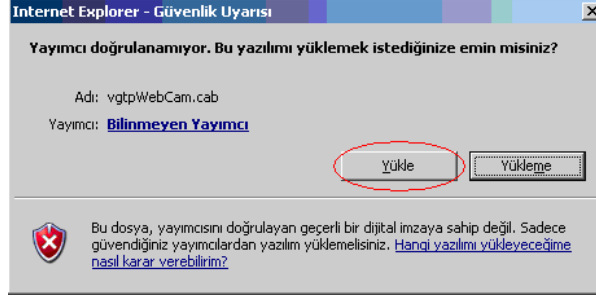 Internet Explorer - Güvenlik Uyarısı
Yayımcı doğrulanamıyor. Bu yazılımı yüklemek istediğinize emin misiniz?
Adı: vgtpWebCam.cab
Yayımcı: Bilinmeyen Yayımcı
Yükle Yükleme
Bu dosya, yayımcısını doğrulayan geçerli bir dijital imzaya sahip değil. Sadece
güvendiğiniz yayımcılardan yazılım yüklemelisiniz. Hangi yazılımı yükleyeceğime
nasıl karar verebilirim?